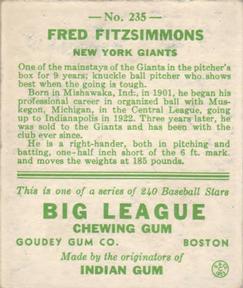 — No. 235 —
FRED FITZSIMMONS
NEW YORK GIANTS
One of the mainstays of the Giants in the pitcher's
box for 9 years; knuckle ball pitcher who shows
best when the going is tough.
Born in Mishawaka, Ind., in 1901, he began his
professional career in organized ball with Mus-
kegon, Michigan, in the Central League, going
up to Indianapolis in 1922. Three years later, he
was sold to the Giants and has been with the
club ever since.
He is a right-hander, both in pitching and
batting, one-half inch short of the 6 ft. mark.
and moves the weights at 185 pounds.
This is one of a series of 240 Baseball Stars
BIG LEAGUE
CHEWING GUM
GOUDEY GUM CO. BOSTON
Made by the originators of
INDIAN GUM